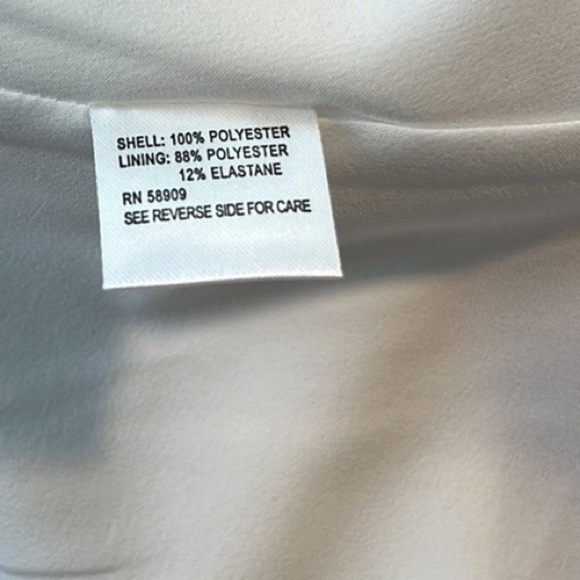 SHELL: 100% POLYESTER
LINING: 88% POLYESTER
12% ELASTANE
RN 58909
SEE REVERSE SIDE FOR CARE